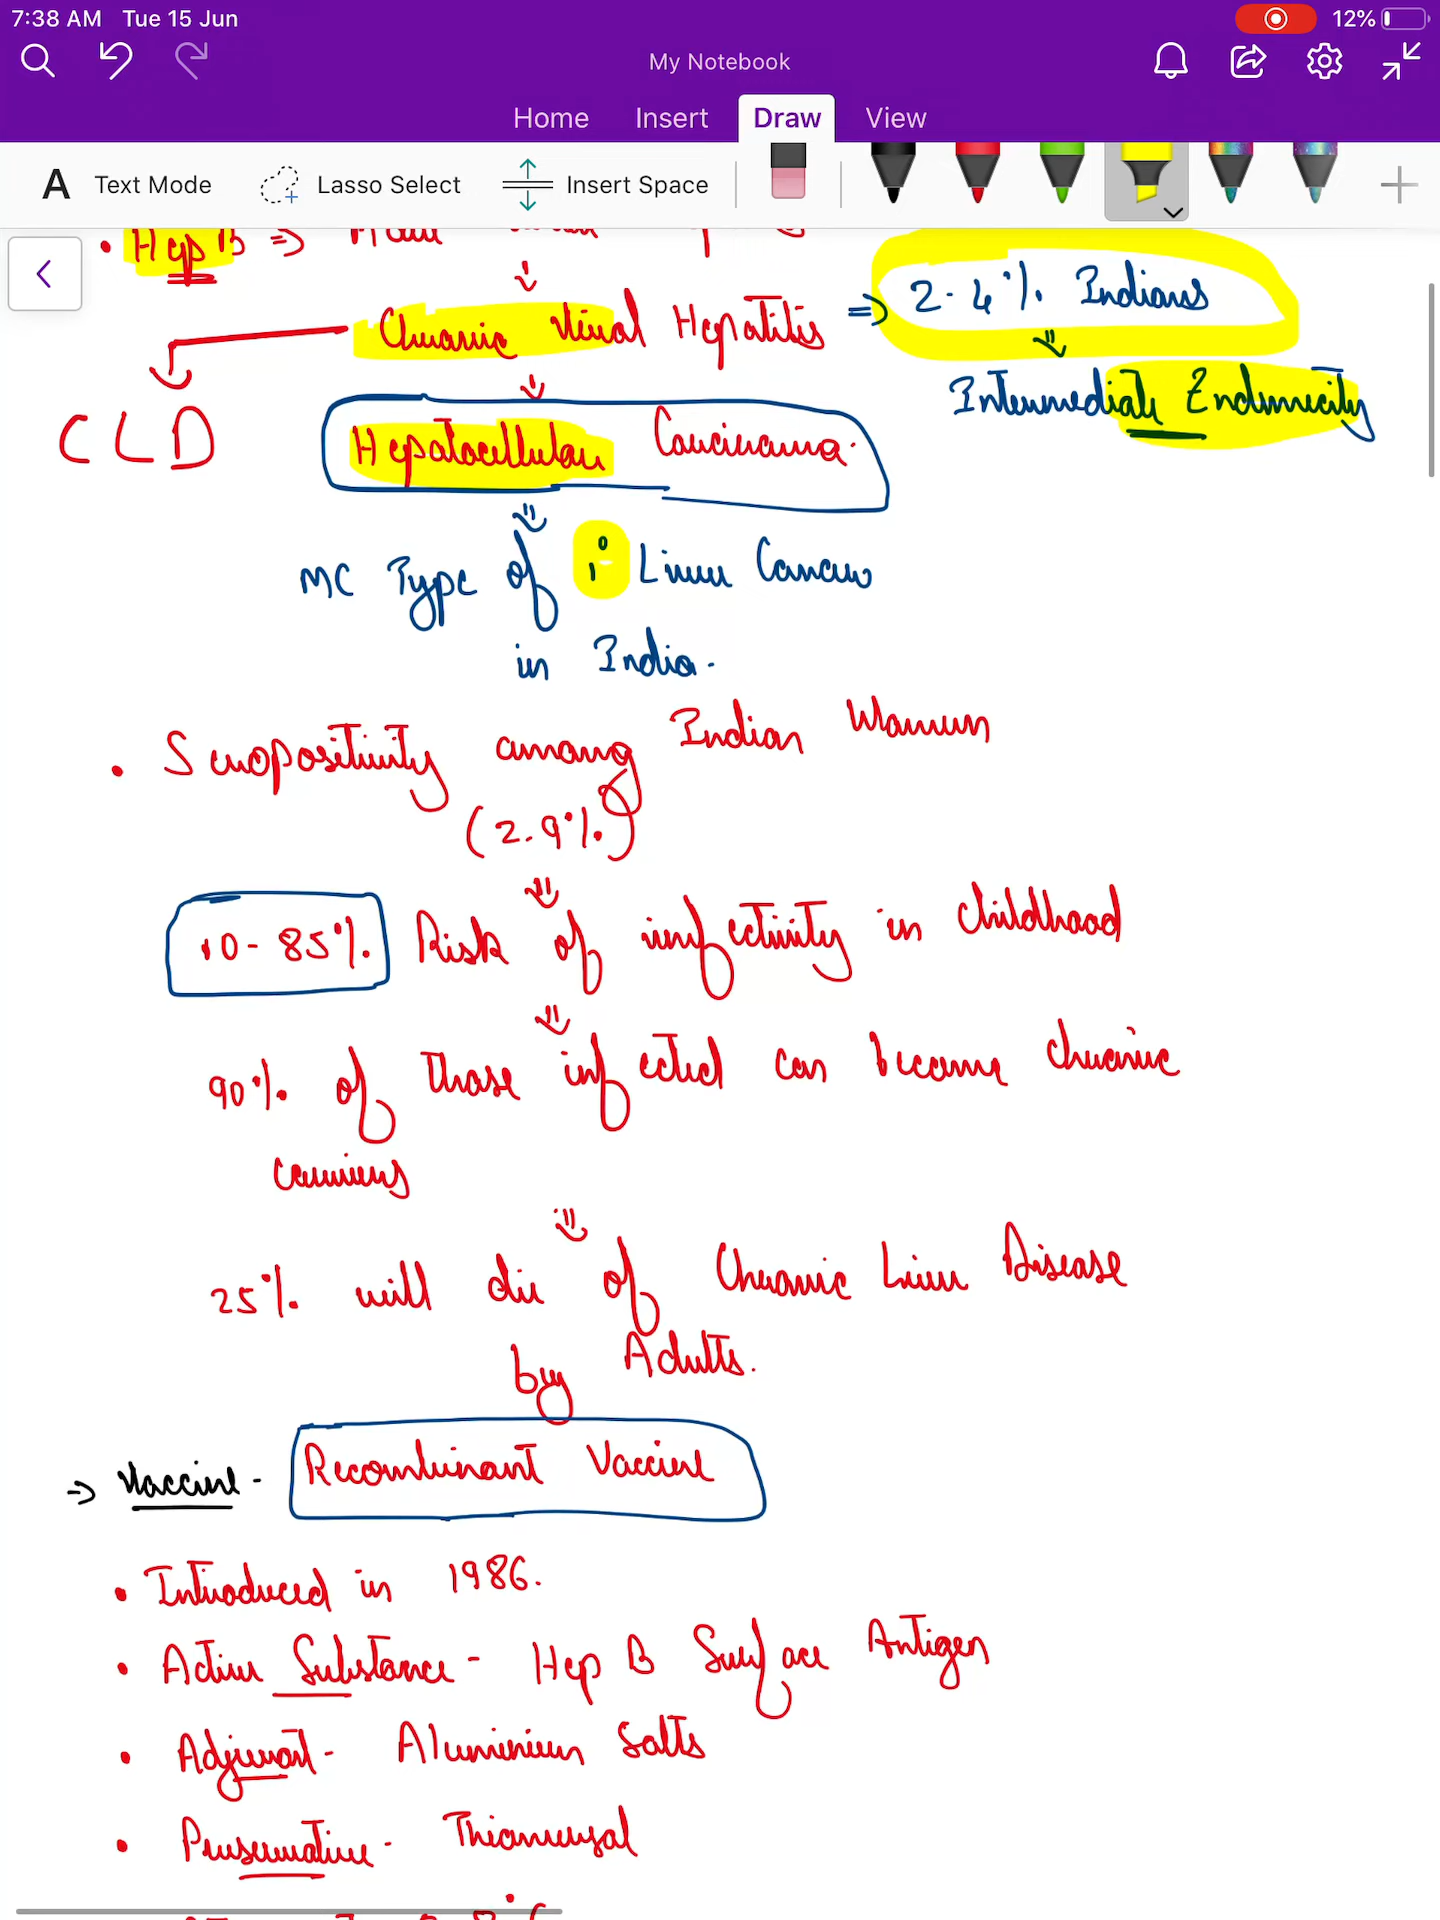 7:38 AM Tue 15 Jun
12%
My Notebook
Home Insert Draw View
A Text Mode Lasso Select Insert Space
• Hep B ⇒
⇒ 2-4% Indians
Chronic Viral Hepatitis
Intermediate Endemicity
CLD
Hepatocellular Carcinoma.
MC Type of 1° Liver Cancer
in India.
• Seropositivity among Indian Women
(2.9%)
10-85% Risk of infectivity in childhood
90% of those infected can become chronic
carriers
25% will die of Chronic Liver Disease
by Adults.
⇒ Vaccine - Recombinant Vaccine
• Introduced in 1986.
• Active Substance - Hep B Surface Antigen
• Adjuvant - Aluminium Salts
• Preservative - Thiomersal